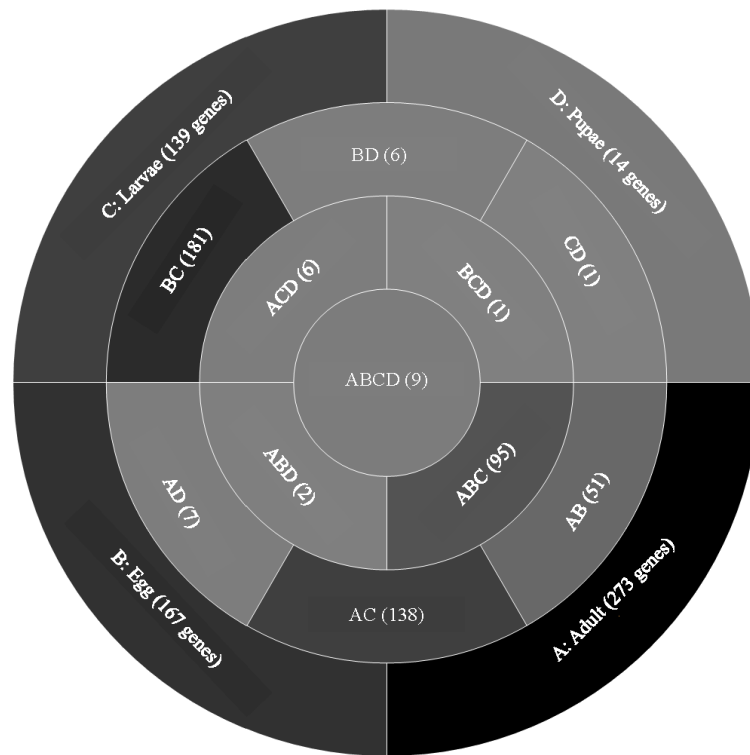 C: Larvae (139 genes)
D: Pupae (14 genes)
BD (6)
BC (181)
CD (1)
ACD (6)
BCD (1)
ABCD (9)
ABD (2)
ABC (95)
AD (7)
AB (51)
AC (138)
B: Egg (167 genes)
A: Adult (273 genes)